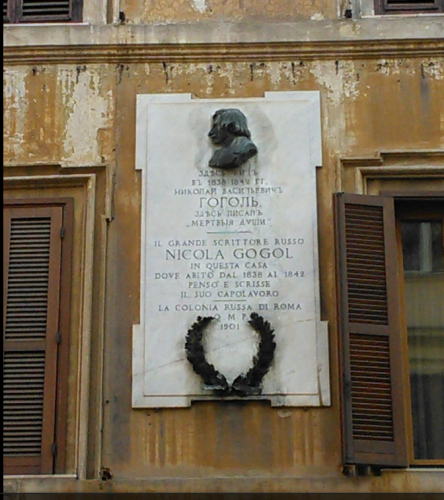 ЗДѢСЬ ЖИЛЪ
ВЪ 1838-1842 ГГ.
НИКОЛАЙ ВАСИЛЬЕВИЧЪ
ГОГОЛЬ.
ЗДѢСЬ ПИСАНЪ
„МЕРТВЫЯ ДУШИ"
IL GRANDE SCRITTORE RUSSO
NICOLA GOGOL
IN QUESTA CASA
DOVE ABITÒ DAL 1838 AL 1842
PENSÒ E SCRISSE
IL SUO CAPOLAVORO
LA COLONIA RUSSA DI ROMA
Q. M. P.
1901